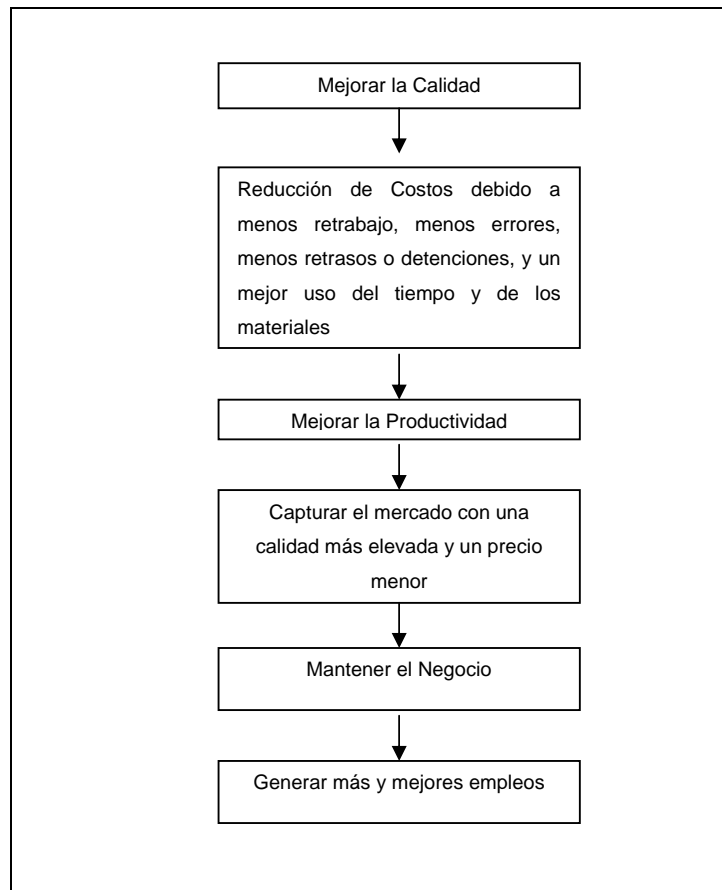 Mejorar la Calidad
Reducción de Costos debido a
menos retrabajo, menos errores,
menos retrasos o detenciones, y un
mejor uso del tiempo y de los
materiales
Mejorar la Productividad
Capturar el mercado con una
calidad más elevada y un precio
menor
Mantener el Negocio
Generar más y mejores empleos